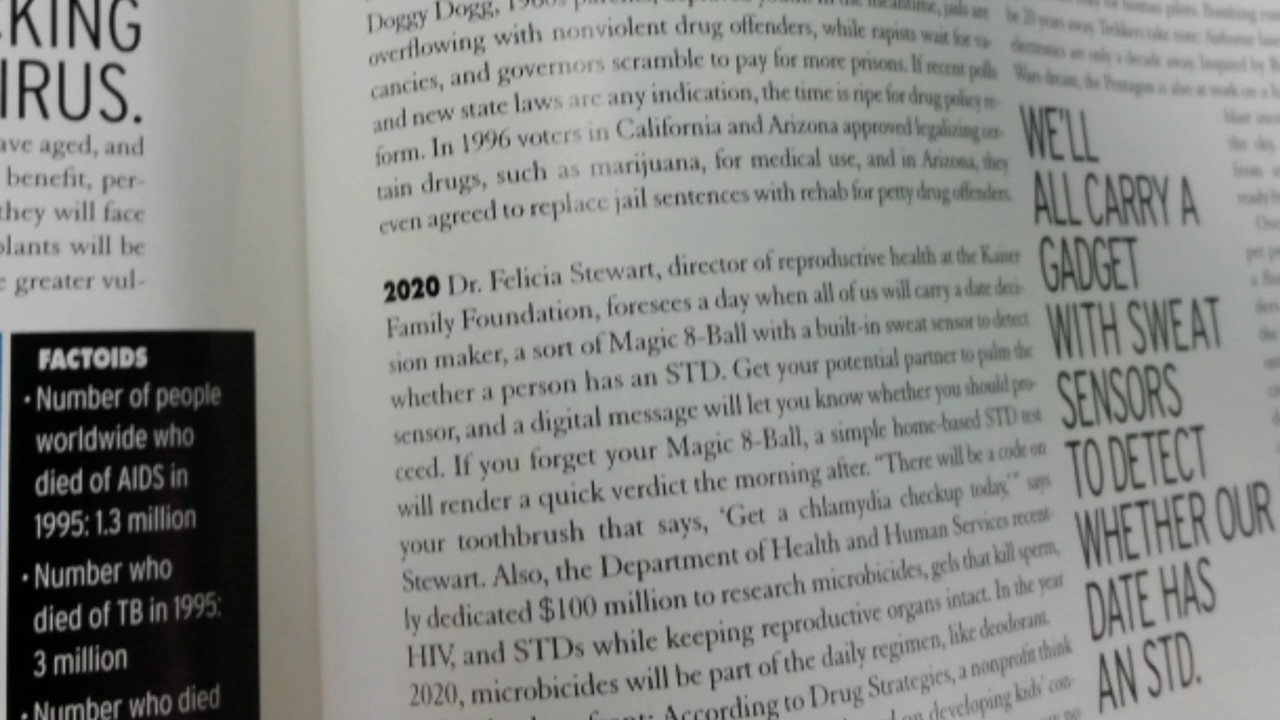 CKING
IRUS.
ave aged, and
benefit, per-
they will face
plants will be
e greater vul-
FACTOIDS
• Number of people
worldwide who
died of AIDS in
1995: 1.3 million
• Number who
died of TB in 1995:
3 million
• Number who died
Doggy Dogg,
overflowing with nonviolent drug offenders, while rapists wait for va-
cancies, and governors scramble to pay for more prisons. If recent polls
and new state laws are any indication, the time is ripe for drug policy re-
form. In 1996 voters in California and Arizona approved legalizing cer-
tain drugs, such as marijuana, for medical use, and in Arizona, they
even agreed to replace jail sentences with rehab for petty drug offenders.
2020 Dr. Felicia Stewart, director of reproductive health at the Kaiser
Family Foundation, foresees a day when all of us will carry a date deci-
sion maker, a sort of Magic 8-Ball with a built-in sweat sensor to detect
whether a person has an STD. Get your potential partner to palm the
sensor, and a digital message will let you know whether you should pro-
ceed. If you forget your Magic 8-Ball, a simple home-based STD test
will render a quick verdict the morning after. "There will be a code on
your toothbrush that says, 'Get a chlamydia checkup today,'" says
Stewart. Also, the Department of Health and Human Services recent-
ly dedicated $100 million to research microbicides, gels that kill sperm,
HIV, and STDs while keeping reproductive organs intact. In the year
2020, microbicides will be part of the daily regimen, like deodorant.
According to Drug Strategies, a nonprofit think
on developing kids' con-
WE'LL
ALL CARRY A
GADGET
WITH SWEAT
SENSORS
TO DETECT
WHETHER OUR
DATE HAS
AN STD.